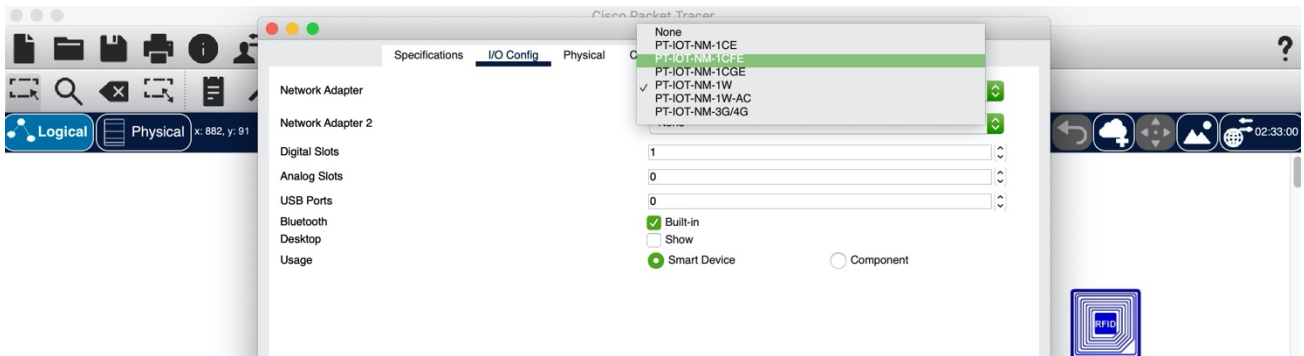 Cisco Packet Tracer
Specifications I/O Config Physical C
None
PT-IOT-NM-1CE
PT-IOT-NM-1CFE
PT-IOT-NM-1CGE
✓ PT-IOT-NM-1W
PT-IOT-NM-1W-AC
PT-IOT-NM-3G/4G
Network Adapter
Network Adapter 2
None
Digital Slots 1
Analog Slots 0
USB Ports 0
Bluetooth Built-in
Desktop Show
Usage Smart Device Component
Logical Physical x: 882, y: 91
02:33:00
RFID